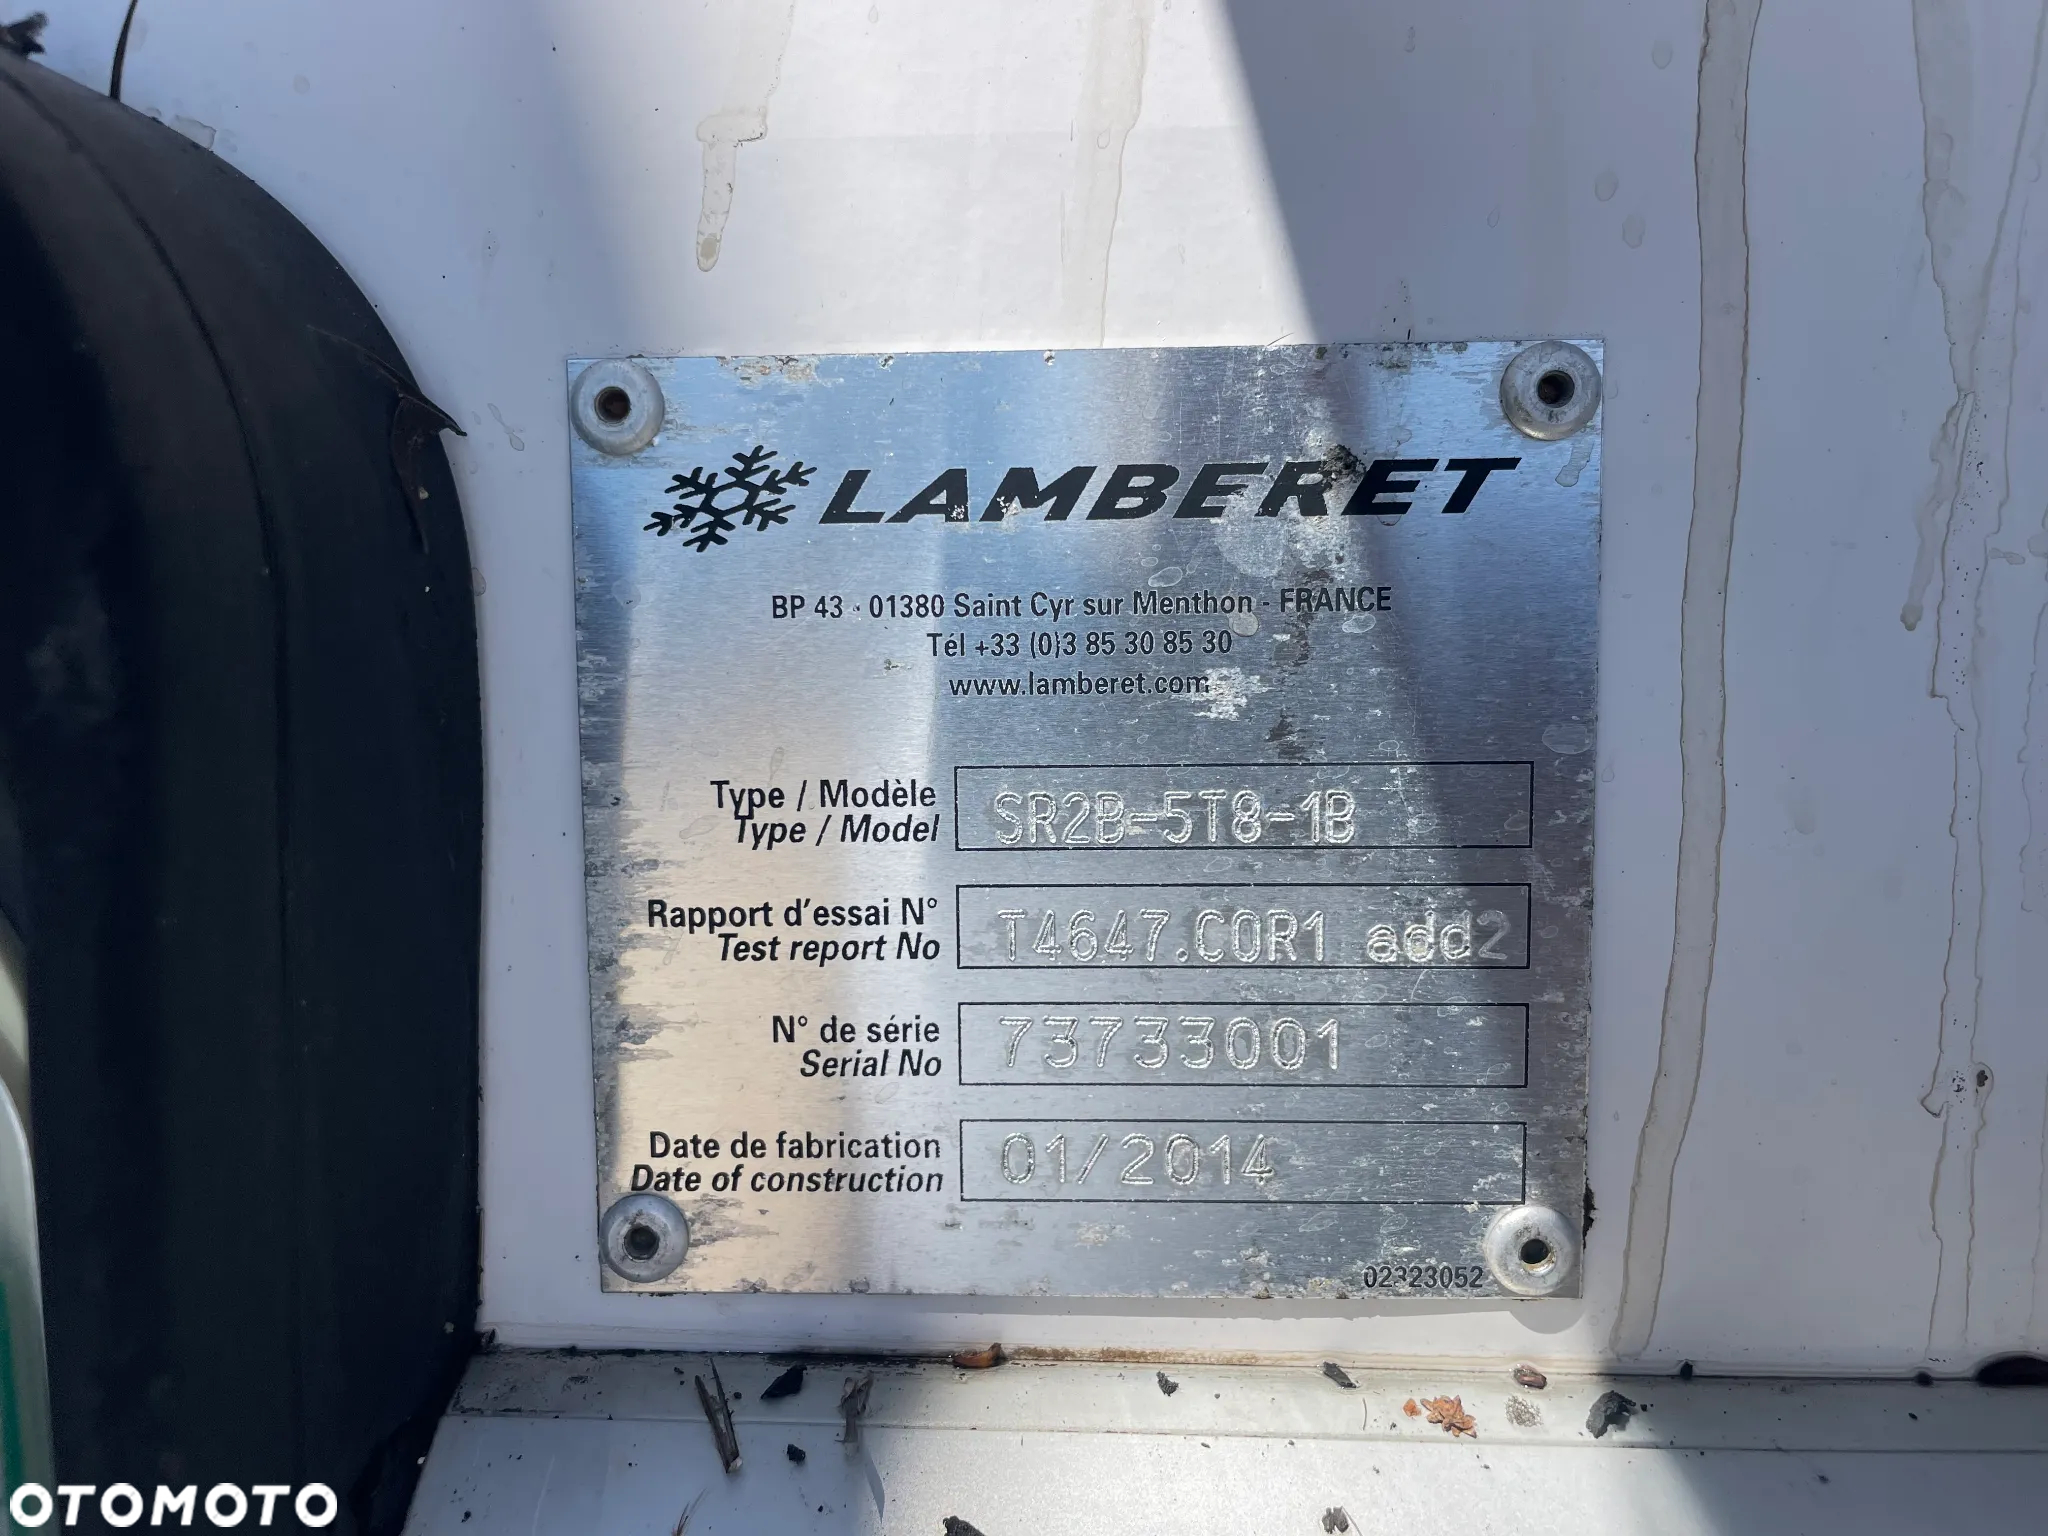 LAMBERET
BP 43 - 01380 Saint Cyr sur Menthon - FRANCE
Tél +33 (0)3 85 30 85 30
www.lamberet.com
Type / Modèle
Type / Model
SR2B-5T8-1B
Rapport d'essai N°
Test report No
T4647.COR1 add2
N° de série
Serial No
73733001
Date de fabrication
Date of construction
01/2014
02323052
OTOMOTO